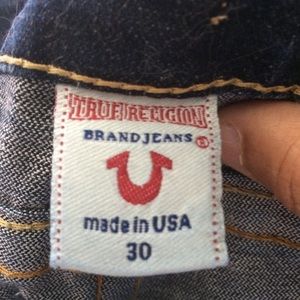 TRUE RELIGION
BRAND JEANS ®
made in USA
30